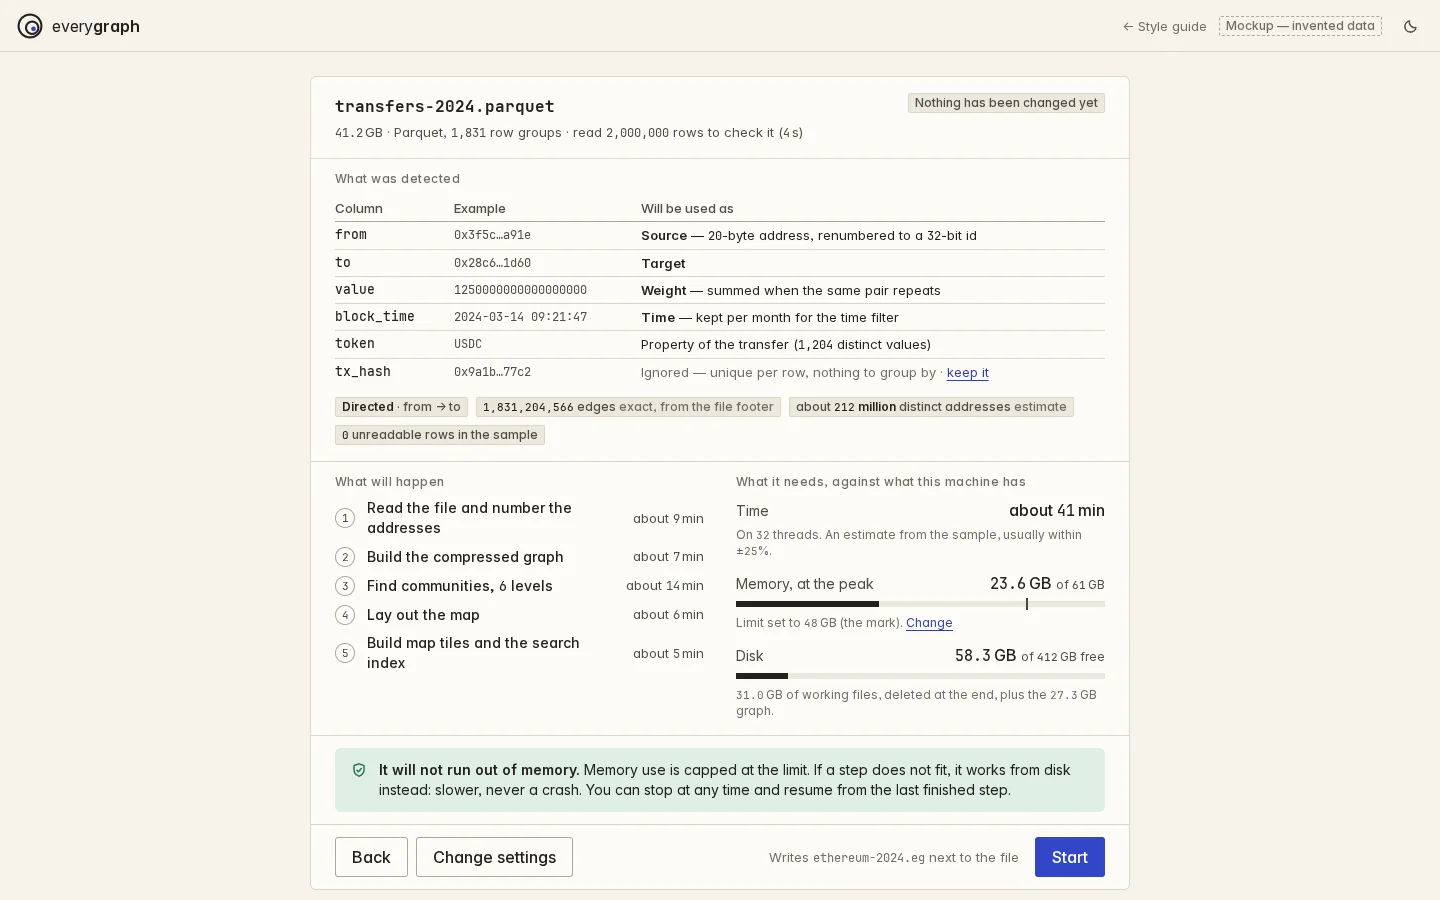 everygraph
← Style guide
Mockup — invented data
transfers-2024.parquet
Nothing has been changed yet
41.2 GB · Parquet, 1,831 row groups · read 2,000,000 rows to check it (4 s)
What was detected
Column Example Will be used as
from 0x3f5c…a91e Source — 20-byte address, renumbered to a 32-bit id
to 0x28c6…1d60 Target
value 1250000000000000000 Weight — summed when the same pair repeats
block_time 2024-03-14 09:21:47 Time — kept per month for the time filter
token USDC Property of the transfer (1,204 distinct values)
tx_hash 0x9a1b…77c2 Ignored — unique per row, nothing to group by · keep it
Directed · from → to
1,831,204,566 edges exact, from the file footer
about 212 million distinct addresses estimate
0 unreadable rows in the sample
What will happen
1 Read the file and number the
addresses
about 9 min
2 Build the compressed graph about 7 min
3 Find communities, 6 levels about 14 min
4 Lay out the map about 6 min
5 Build map tiles and the search
index
about 5 min
What it needs, against what this machine has
Time about 41 min
On 32 threads. An estimate from the sample, usually within
±25%.
Memory, at the peak 23.6 GB of 61 GB
Limit set to 48 GB (the mark). Change
Disk 58.3 GB of 412 GB free
31.0 GB of working files, deleted at the end, plus the 27.3 GB
graph.
It will not run out of memory. Memory use is capped at the limit. If a step does not fit, it works from disk
instead: slower, never a crash. You can stop at any time and resume from the last finished step.
Back
Change settings
Writes ethereum-2024.eg next to the file
Start